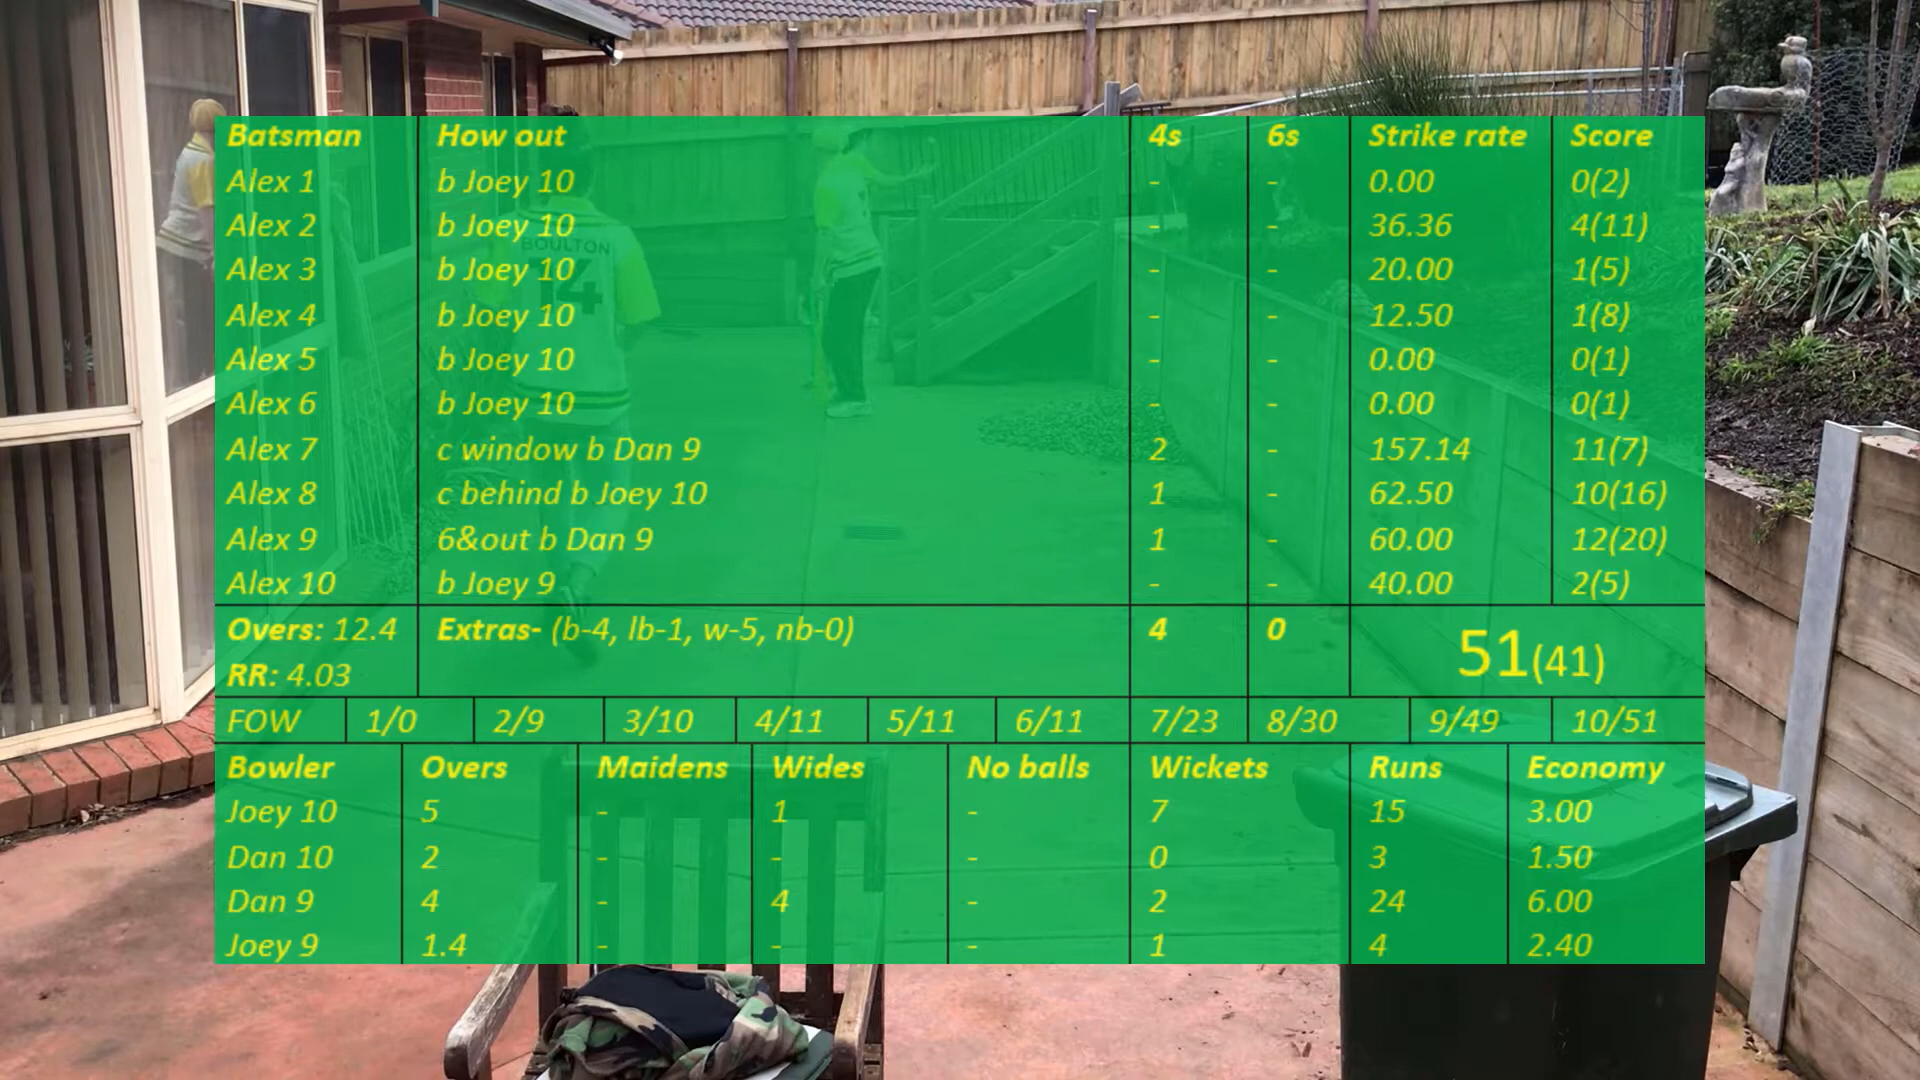 Batsman How out 4s 6s Strike rate Score
Alex 1 b Joey 10 - - 0.00 0(2)
Alex 2 b Joey 10 - - 36.36 4(11)
Alex 3 b Joey 10 - - 20.00 1(5)
Alex 4 b Joey 10 - - 12.50 1(8)
Alex 5 b Joey 10 - - 0.00 0(1)
Alex 6 b Joey 10 - - 0.00 0(1)
Alex 7 c window b Dan 9 2 - 157.14 11(7)
Alex 8 c behind b Joey 10 1 - 62.50 10(16)
Alex 9 6&out b Dan 9 1 - 60.00 12(20)
Alex 10 b Joey 9 - - 40.00 2(5)
Overs: 12.4 Extras- (b-4, lb-1, w-5, nb-0) 4 0 51(41)
RR: 4.03
FOW 1/0 2/9 3/10 4/11 5/11 6/11 7/23 8/30 9/49 10/51
Bowler Overs Maidens Wides No balls Wickets Runs Economy
Joey 10 5 - 1 - 7 15 3.00
Dan 10 2 - - - 0 3 1.50
Dan 9 4 - 4 - 2 24 6.00
Joey 9 1.4 - - - 1 4 2.40
BOULTON
4